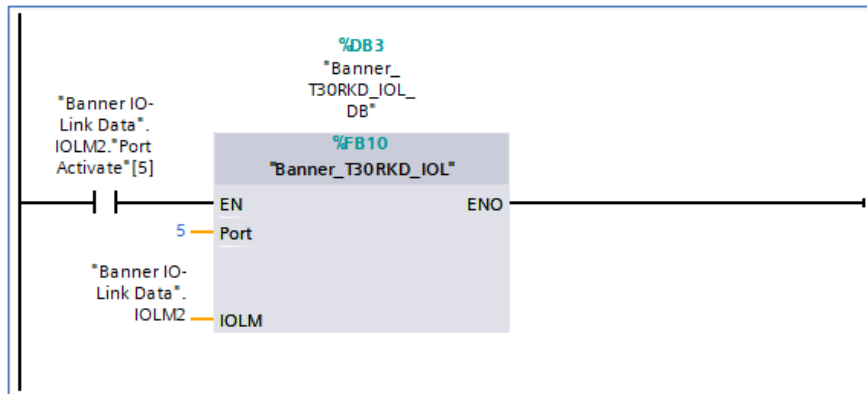 %DB3
"Banner_
T30RKD_IOL_
DB"
"Banner IO-
Link Data".
IOLM2."Port
Activate"[5]
%FB10
"Banner_T30RKD_IOL"
EN
ENO
5
Port
"Banner IO-
Link Data".
IOLM2
IOLM